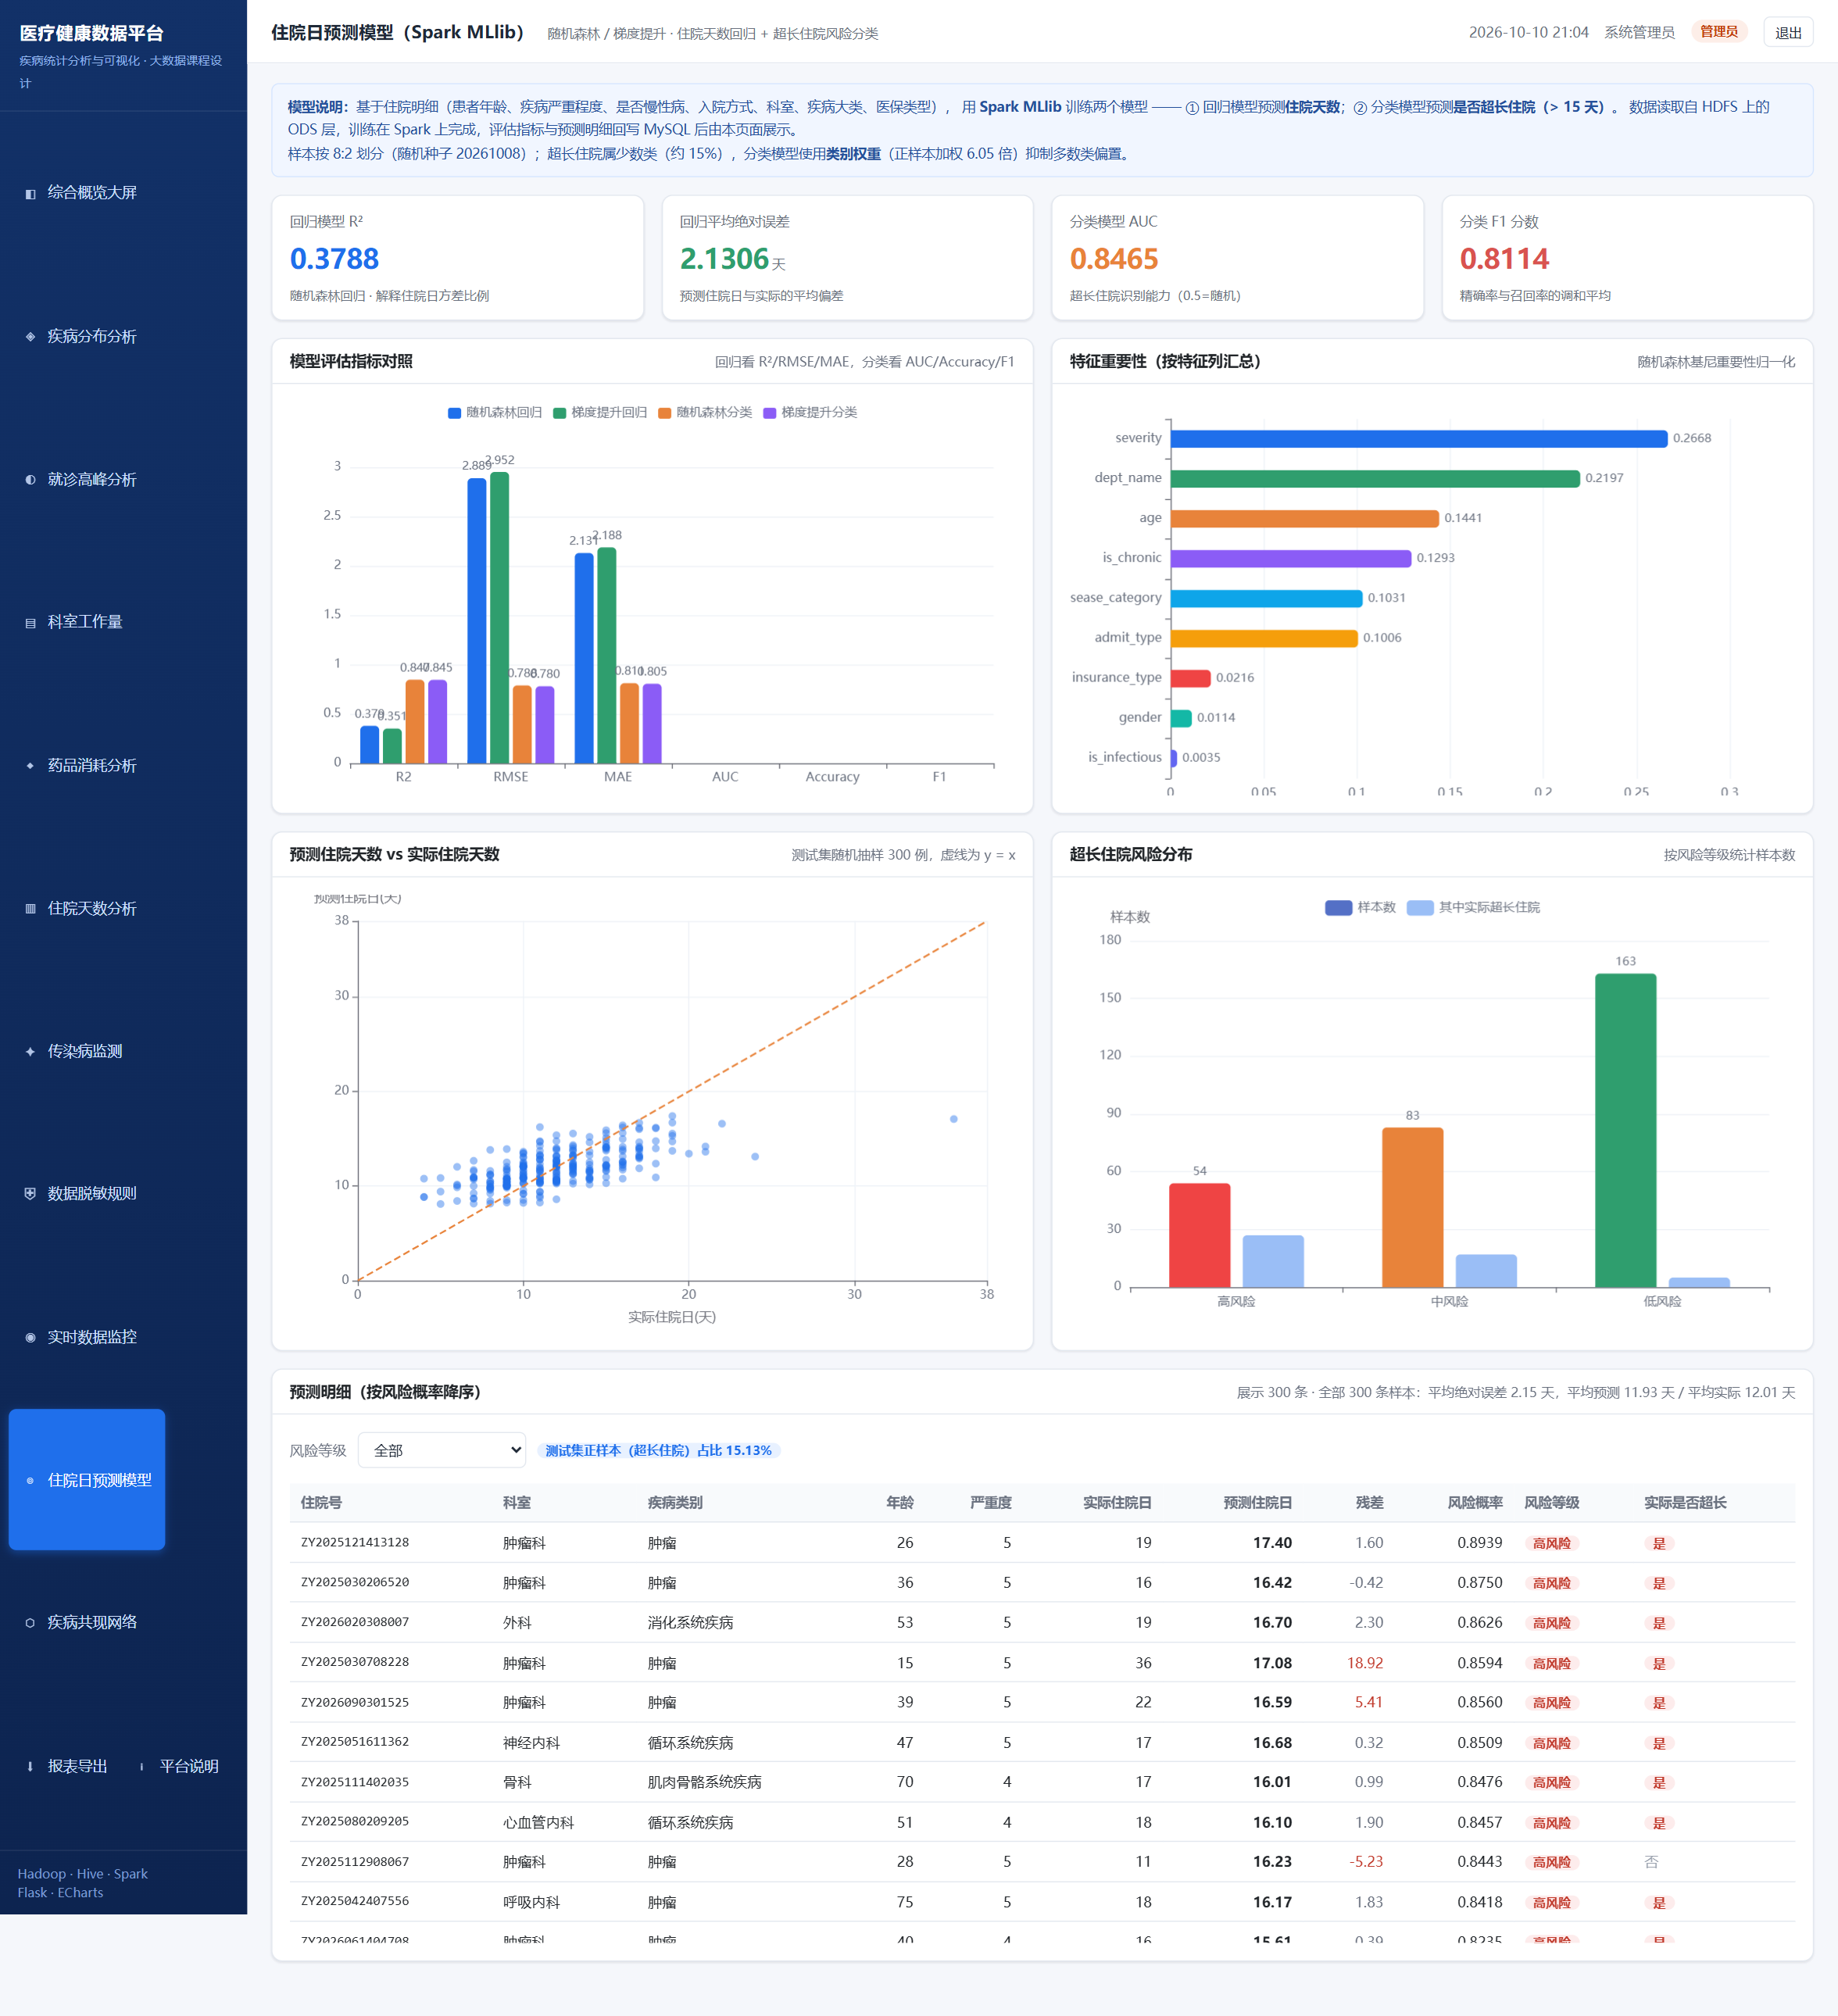 医疗健康数据平台
疾病统计分析与可视化 · 大数据课程设
计
综合概览大屏
疾病分布分析
就诊高峰分析
科室工作量
药品消耗分析
住院天数分析
传染病监测
数据脱敏规则
实时数据监控
住院日预测模型
疾病共现网络
报表导出 平台说明
Hadoop · Hive · Spark
Flask · ECharts
住院日预测模型（Spark MLlib） 随机森林 / 梯度提升 · 住院天数回归 + 超长住院风险分类
2026-10-10 21:04 系统管理员 管理员 退出
模型说明：基于住院明细（患者年龄、疾病严重程度、是否慢性病、入院方式、科室、疾病大类、医保类型），用 Spark MLlib 训练两个模型 —— ① 回归模型预测住院天数；② 分类模型预测是否超长住院（> 15 天）。 数据读取自 HDFS 上的
ODS 层，训练在 Spark 上完成，评估指标与预测明细回写 MySQL 后由本页面展示。
样本按 8:2 划分（随机种子 20261008）；超长住院属少数类（约 15%），分类模型使用类别权重（正样本加权 6.05 倍）抑制多数类偏置。
回归模型 R²
0.3788
随机森林回归 · 解释住院日方差比例
回归平均绝对误差
2.1306 天
预测住院日与实际的平均偏差
分类模型 AUC
0.8465
超长住院识别能力（0.5=随机）
分类 F1 分数
0.8114
精确率与召回率的调和平均
模型评估指标对照 回归看 R²/RMSE/MAE，分类看 AUC/Accuracy/F1
随机森林回归 梯度提升回归 随机森林分类 梯度提升分类
3
2.5
2
1.5
1
0.5
0
0.379 0.351 0.847 0.845
2.889 2.952 0.788 0.780
2.131 2.188 0.811 0.805
R2 RMSE MAE AUC Accuracy F1
特征重要性（按特征列汇总） 随机森林基尼重要性归一化
severity 0.2668
dept_name 0.2197
age 0.1441
is_chronic 0.1293
sease_category 0.1031
admit_type 0.1006
insurance_type 0.0216
gender 0.0114
is_infectious 0.0035
0 0.05 0.1 0.15 0.2 0.25 0.3
预测住院天数 vs 实际住院天数 测试集随机抽样 300 例，虚线为 y = x
预测住院日(天)
38
30
20
10
0
0 10 20 30 38
实际住院日(天)
超长住院风险分布 按风险等级统计样本数
样本数 其中实际超长住院
样本数
180
150
120
90
60
30
0
54 83 163
高风险 中风险 低风险
预测明细（按风险概率降序） 展示 300 条 · 全部 300 条样本：平均绝对误差 2.15 天，平均预测 11.93 天 / 平均实际 12.01 天
风险等级 全部 测试集正样本（超长住院）占比 15.13%
住院号 科室 疾病类别 年龄 严重度 实际住院日 预测住院日 残差 风险概率 风险等级 实际是否超长
ZY2025121413128 肿瘤科 肿瘤 26 5 19 17.40 1.60 0.8939 高风险 是
ZY2025030206520 肿瘤科 肿瘤 36 5 16 16.42 -0.42 0.8750 高风险 是
ZY2026020308007 外科 消化系统疾病 53 5 19 16.70 2.30 0.8626 高风险 是
ZY2025030708228 肿瘤科 肿瘤 15 5 36 17.08 18.92 0.8594 高风险 是
ZY2026090301525 肿瘤科 肿瘤 39 5 22 16.59 5.41 0.8560 高风险 是
ZY2025051611362 神经内科 循环系统疾病 47 5 17 16.68 0.32 0.8509 高风险 是
ZY2025111402035 骨科 肌肉骨骼系统疾病 70 4 17 16.01 0.99 0.8476 高风险 是
ZY2025080209205 心血管内科 循环系统疾病 51 4 18 16.10 1.90 0.8457 高风险 是
ZY2025112908067 肿瘤科 肿瘤 28 5 11 16.23 -5.23 0.8443 高风险 否
ZY2025042407556 呼吸内科 肿瘤 75 5 18 16.17 1.83 0.8418 高风险 是
ZY2026061404708 肿瘤科 肿瘤 40 4 16 15.61 0.39 0.8235 高风险 是